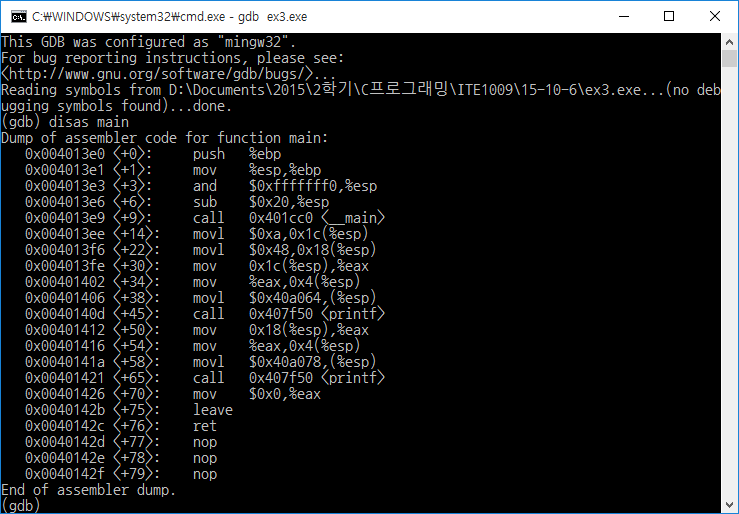 C:₩WINDOWS₩system32₩cmd.exe - gdb  ex3.exe
This GDB was configured as "mingw32".
For bug reporting instructions, please see:
<http://www.gnu.org/software/gdb/bugs/>...
Reading symbols from D:₩Documents₩2015₩2학기₩C프로그래밍₩ITE1009₩15-10-6₩ex3.exe...(no deb
ugging symbols found)...done.
(gdb) disas main
Dump of assembler code for function main:
   0x004013e0 <+0>:     push   %ebp
   0x004013e1 <+1>:     mov    %esp,%ebp
   0x004013e3 <+3>:     and    $0xfffffff0,%esp
   0x004013e6 <+6>:     sub    $0x20,%esp
   0x004013e9 <+9>:     call   0x401cc0 <__main>
   0x004013ee <+14>:    movl   $0xa,0x1c(%esp)
   0x004013f6 <+22>:    movl   $0x48,0x18(%esp)
   0x004013fe <+30>:    mov    0x1c(%esp),%eax
   0x00401402 <+34>:    mov    %eax,0x4(%esp)
   0x00401406 <+38>:    movl   $0x40a064,(%esp)
   0x0040140d <+45>:    call   0x407f50 <printf>
   0x00401412 <+50>:    mov    0x18(%esp),%eax
   0x00401416 <+54>:    mov    %eax,0x4(%esp)
   0x0040141a <+58>:    movl   $0x40a078,(%esp)
   0x00401421 <+65>:    call   0x407f50 <printf>
   0x00401426 <+70>:    mov    $0x0,%eax
   0x0040142b <+75>:    leave
   0x0040142c <+76>:    ret
   0x0040142d <+77>:    nop
   0x0040142e <+78>:    nop
   0x0040142f <+79>:    nop
End of assembler dump.
(gdb)